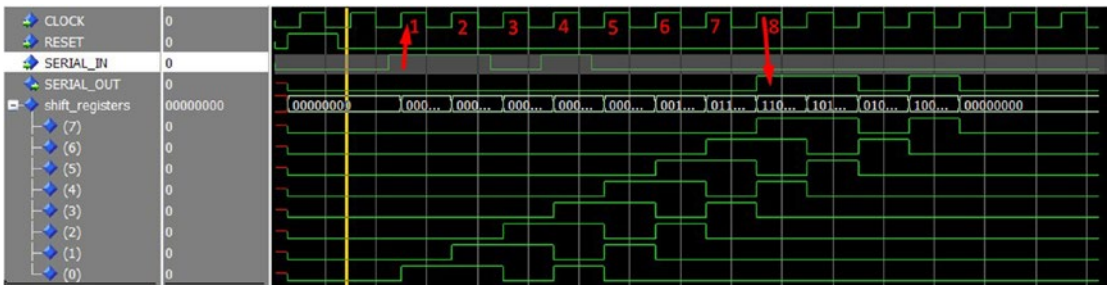 CLOCK 0 1 2 3 4 5 6 7 8
RESET 0
SERIAL_IN 0
SERIAL_OUT 0
shift_registers 00000000 00000000 000... 000... 000... 000... 000... 001... 011... 110... 101... 010... 100... 00000000
(7) 0
(6) 0
(5) 0
(4) 0
(3) 0
(2) 0
(1) 0
(0) 0